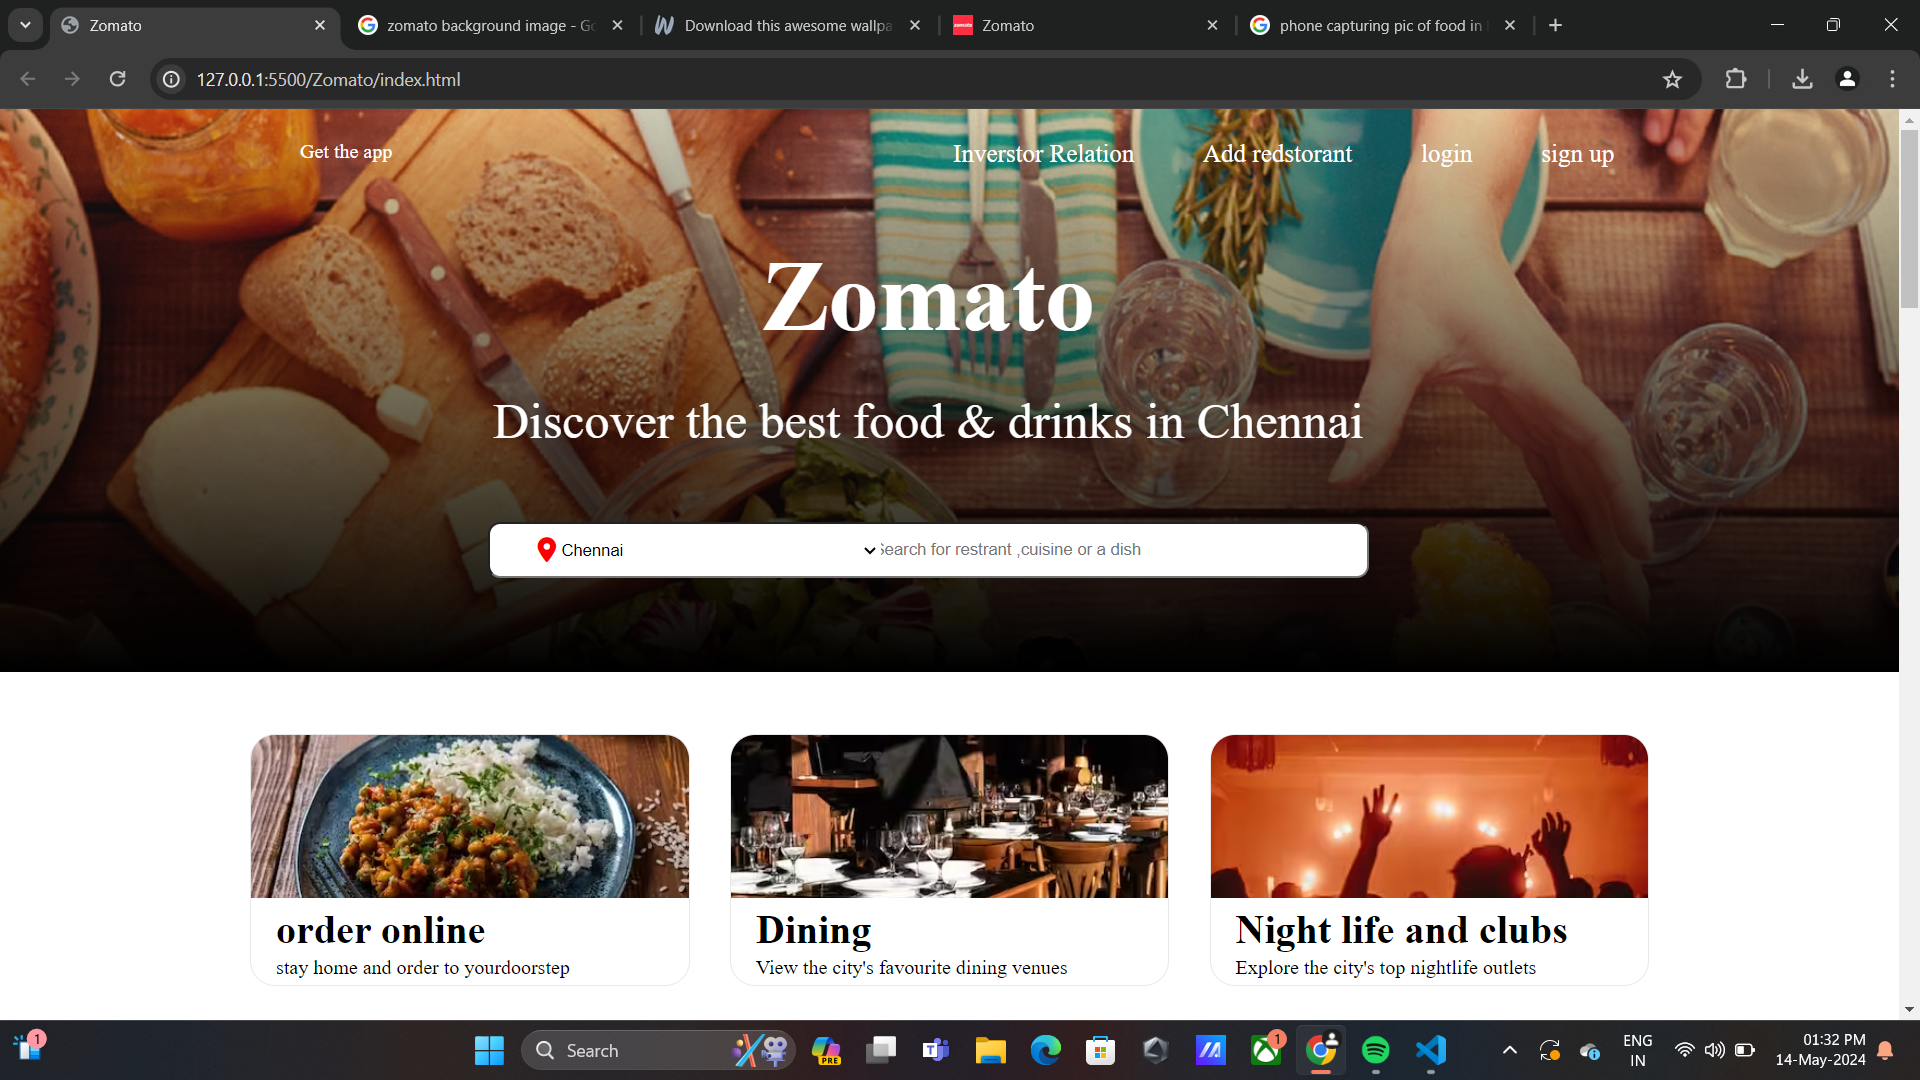 Zomato
zomato background image - Go
Download this awesome wallpa
Zomato
phone capturing pic of food in
127.0.0.1:5500/Zomato/index.html
Get the app
Inverstor Relation
Add redstorant
login
sign up
Zomato
Discover the best food & drinks in Chennai
Chennai
Search for restrant ,cuisine or a dish
order online
stay home and order to yourdoorstep
Dining
View the city's favourite dining venues
Night life and clubs
Explore the city's top nightlife outlets
1
Search
PRE
1
ENG
IN
01:32 PM
14-May-2024